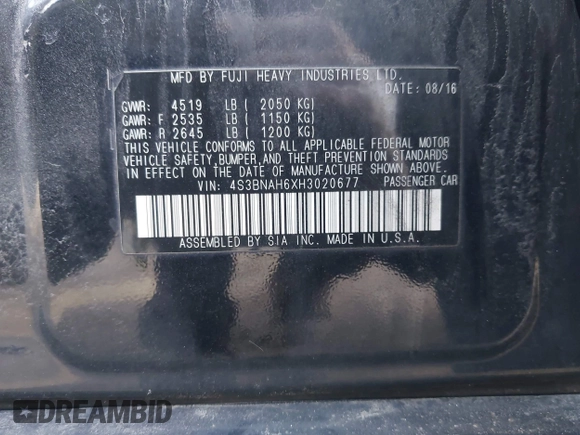 MFD BY FUJI HEAVY INDUSTRIES,LTD.
DATE: 08/16
GVWR: 4519 LB ( 2050 KG)
GAWR: F 2535 LB ( 1150 KG)
GAWR: R 2645 LB ( 1200 KG)
THIS VEHICLE CONFORMS TO ALL APPLICABLE FEDERAL MOTOR
VEHICLE SAFETY,BUMPER,AND THEFT PREVENTION STANDARDS
IN EFFECT ON THE DATE OF MANUFACTURE SHOWN ABOVE.
VIN: 4S3BNAH6XH3020677 PASSENGER CAR
ASSEMBLED BY SIA INC. MADE IN U.S.A.
DREAMBID